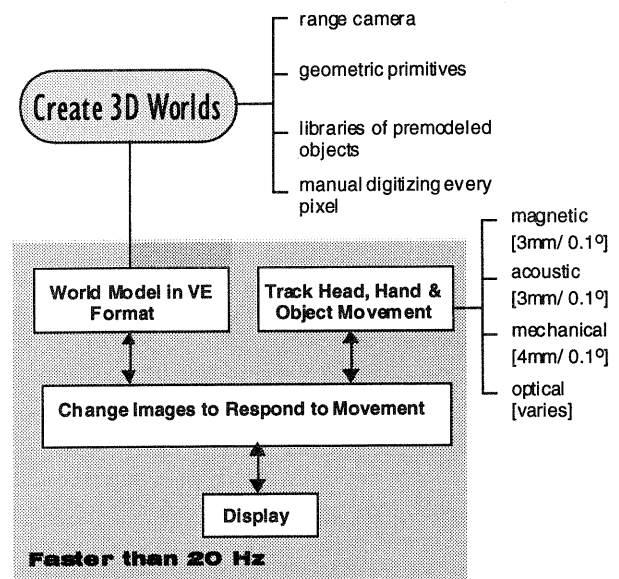 range camera
geometric primitives
Create 3D Worlds
libraries of premodeled
objects
manual digitizing every
pixel
magnetic
[3mm/ 0.1º]
World Model in VE
Format
Track Head, Hand &
Object Movement
acoustic
[3mm/ 0.1º]
mechanical
[4mm/ 0.1º]
optical
[varies]
Change Images to Respond to Movement
Display
Faster than 20 Hz